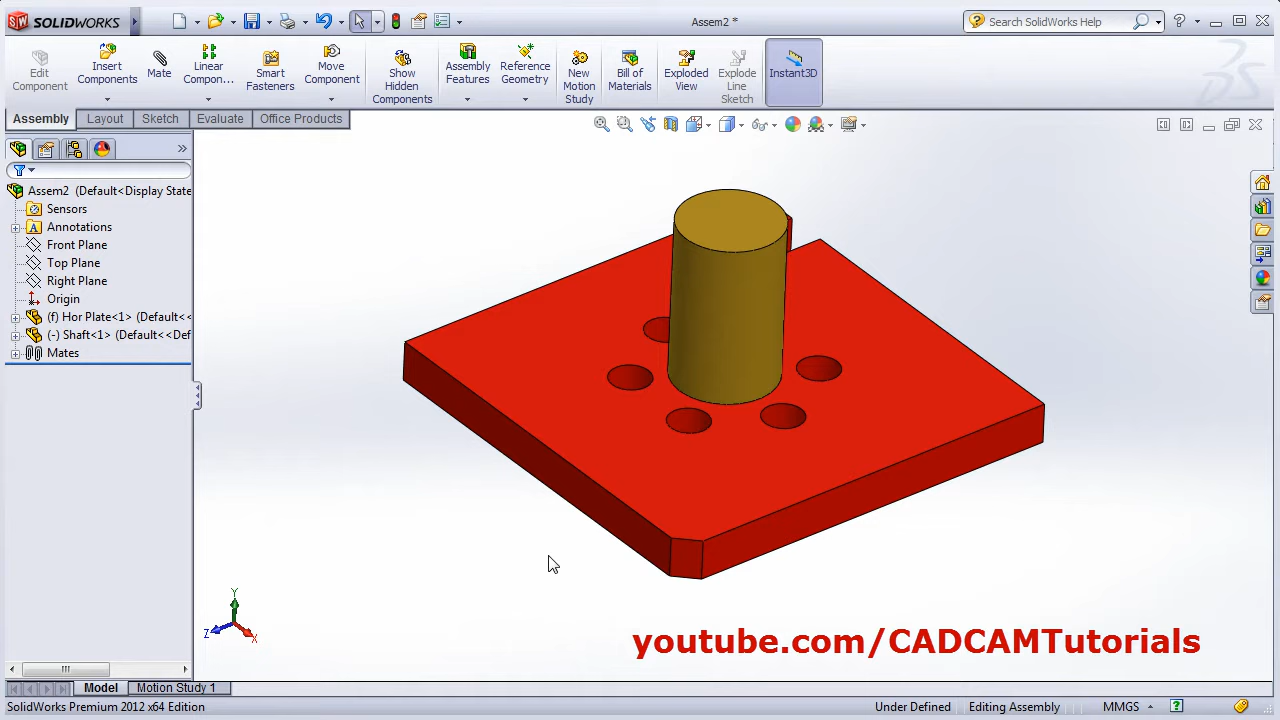 SOLIDWORKS
Assem2 *
Search SolidWorks Help
Edit Component
Insert Components
Mate
Linear Compon...
Smart Fasteners
Move Component
Show Hidden Components
Assembly Features
Reference Geometry
New Motion Study
Bill of Materials
Exploded View
Explode Line Sketch
Instant3D
Assembly Layout Sketch Evaluate Office Products
Assem2 (Default<Display State
Sensors
Annotations
Front Plane
Top Plane
Right Plane
Origin
(f) Hor Plate<1> (Default<<
(-) Shaft<1> (Default<<Def
Mates
Y
Z
X
youtube.com/CADCAMTutorials
Model Motion Study 1
SolidWorks Premium 2012 x64 Edition Under Defined Editing Assembly MMGS